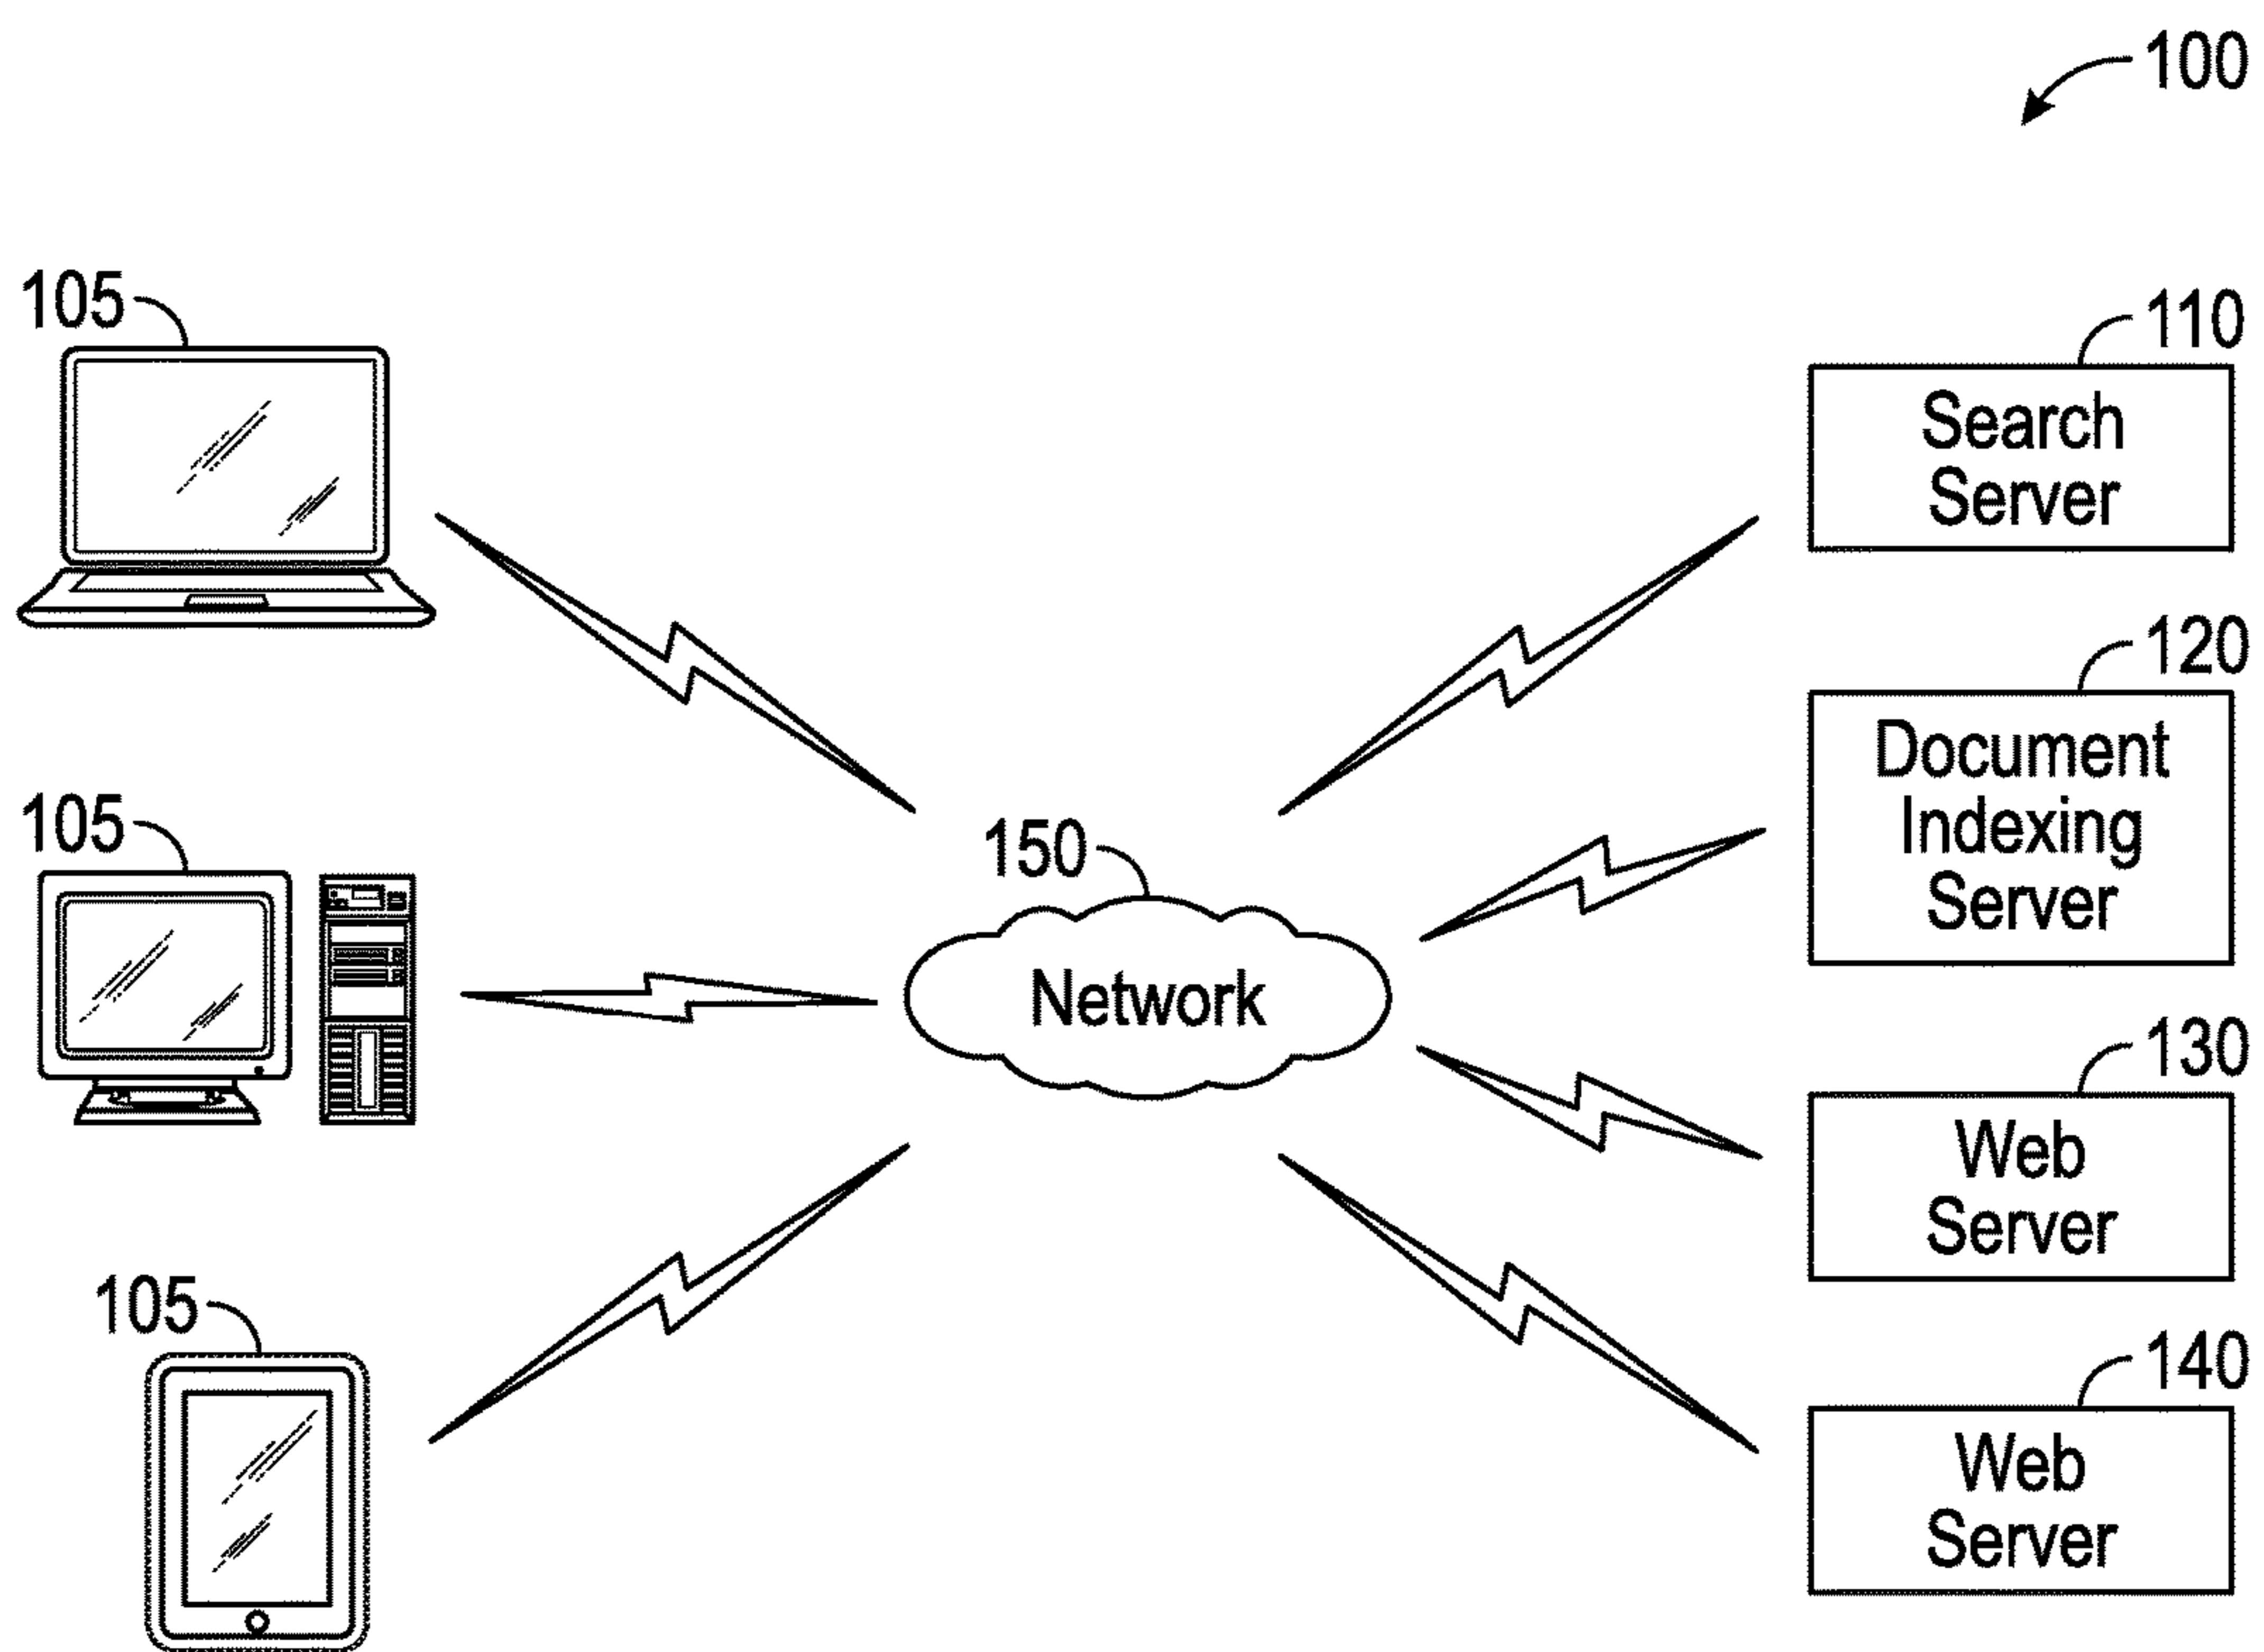 100
105
110
Search
Server
120
Document
Indexing
Server
105
150
Network
130
Web
Server
105
140
Web
Server